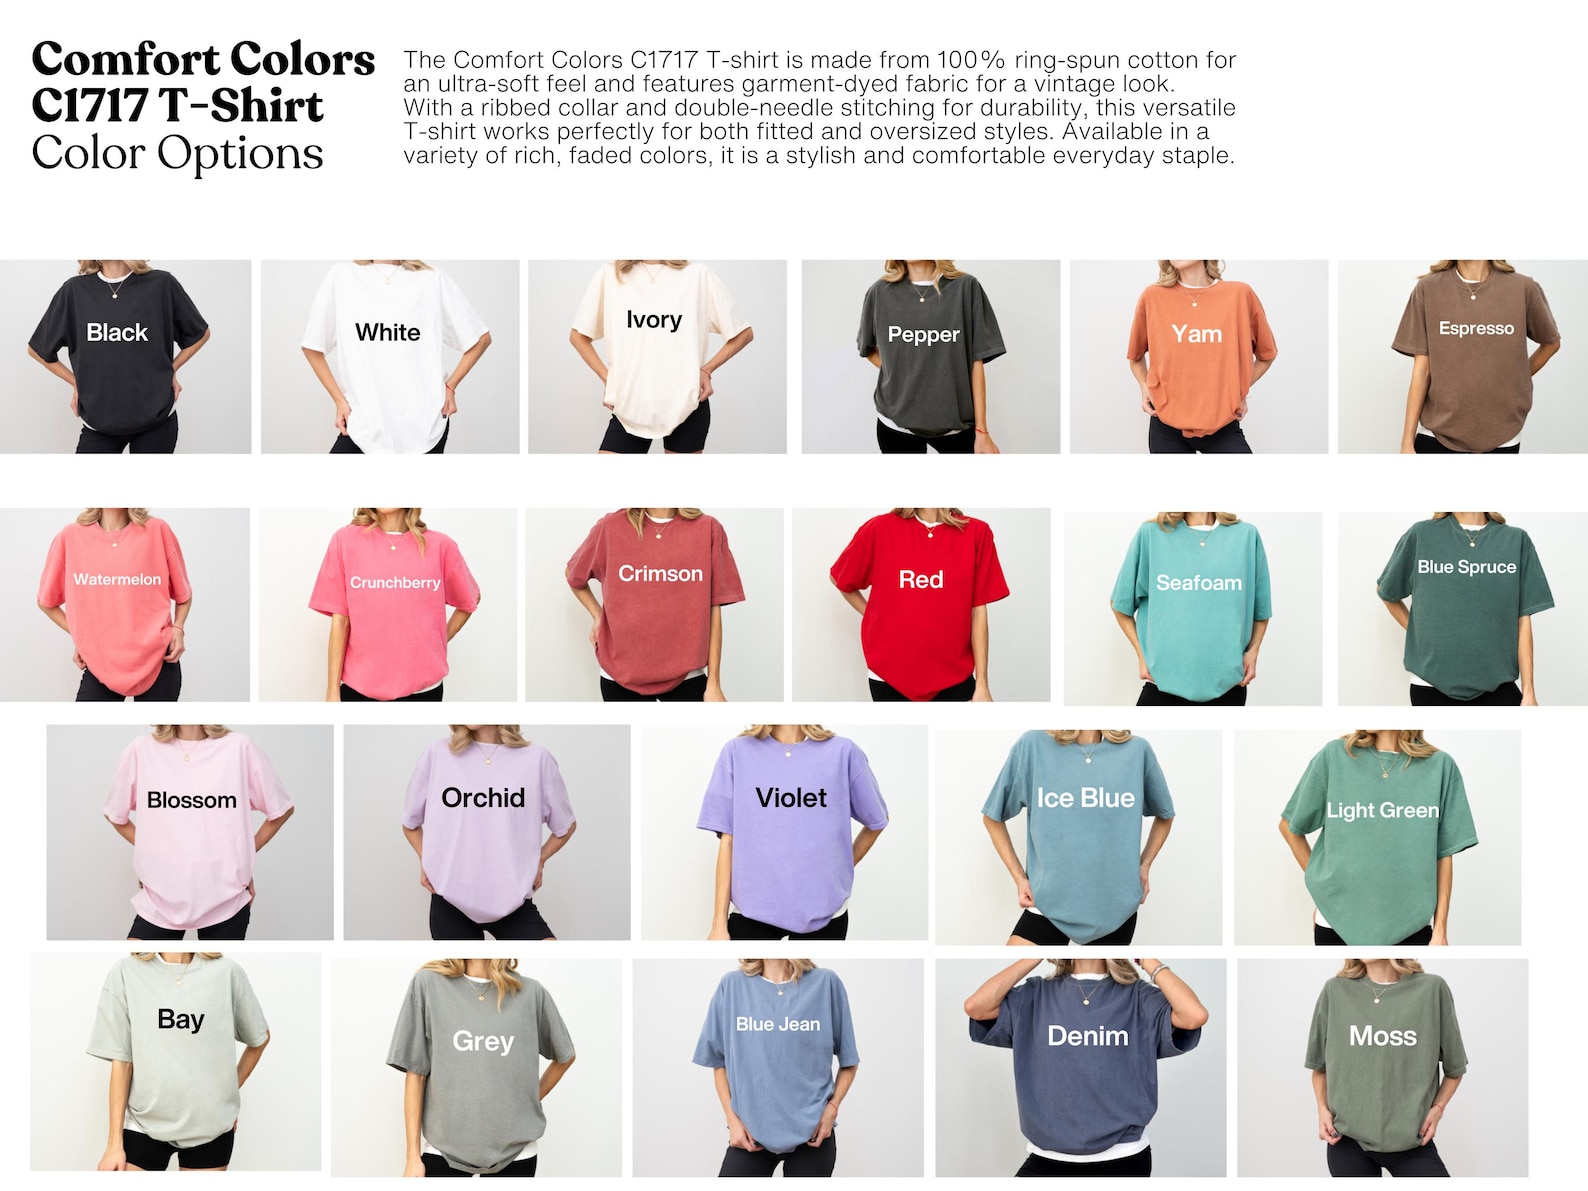 Comfort Colors
C1717 T-Shirt
Color Options
The Comfort Colors C1717 T-shirt is made from 100% ring-spun cotton for
an ultra-soft feel and features garment-dyed fabric for a vintage look.
With a ribbed collar and double-needle stitching for durability, this versatile
T-shirt works perfectly for both fitted and oversized styles. Available in a
variety of rich, faded colors, it is a stylish and comfortable everyday staple.
Black
White
Ivory
Pepper
Yam
Espresso
Watermelon
Crunchberry
Crimson
Red
Seafoam
Blue Spruce
Blossom
Orchid
Violet
Ice Blue
Light Green
Bay
Grey
Blue Jean
Denim
Moss